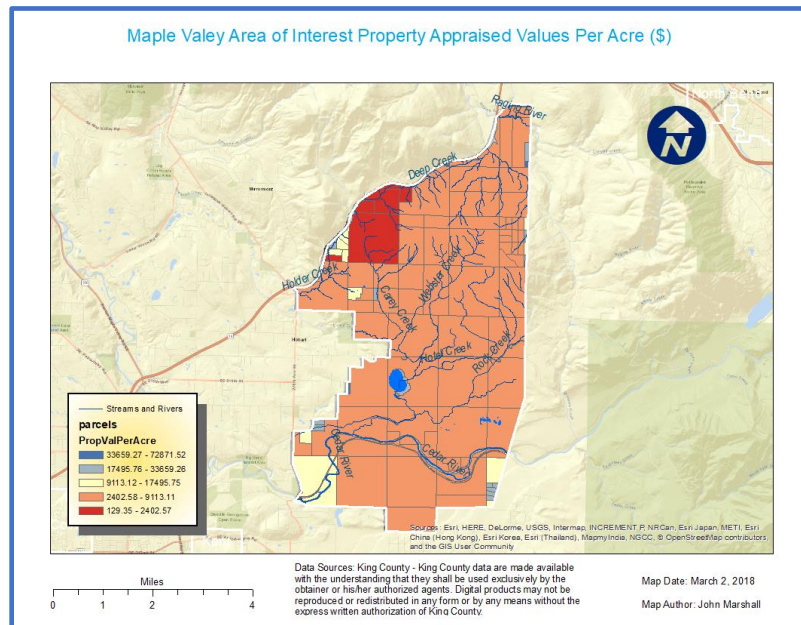 Maple Valey Area of Interest Property Appraised Values Per Acre ($)
Raging River
Deep Creek
Holder Creek
Carey Creek
Webster Creek
Hotel Creek
Rock Creek
Cedar River
Cedar River
Mirrormont
Hobart
N
Streams and Rivers
parcels
PropValPerAcre
33659.27 - 72871.52
17495.76 - 33659.26
9113.12 - 17495.75
2402.58 - 9113.11
129.35 - 2402.57
Sources: Esri, HERE, DeLorme, USGS, Intermap, INCREMENT P, NRCan, Esri Japan, METI, Esri
China (Hong Kong), Esri Korea, Esri (Thailand), MapmyIndia, NGCC, © OpenStreetMap contributors,
and the GIS User Community
Miles
0 1 2 4
Data Sources: King County - King County data are made available
with the understanding that they shall be used exclusively by the
obtainer or his/her authorized agents. Digital products may not be
reproduced or redistributed in any form or by any means without the
express written authorization of King County.
Map Date: March 2, 2018
Map Author: John Marshall